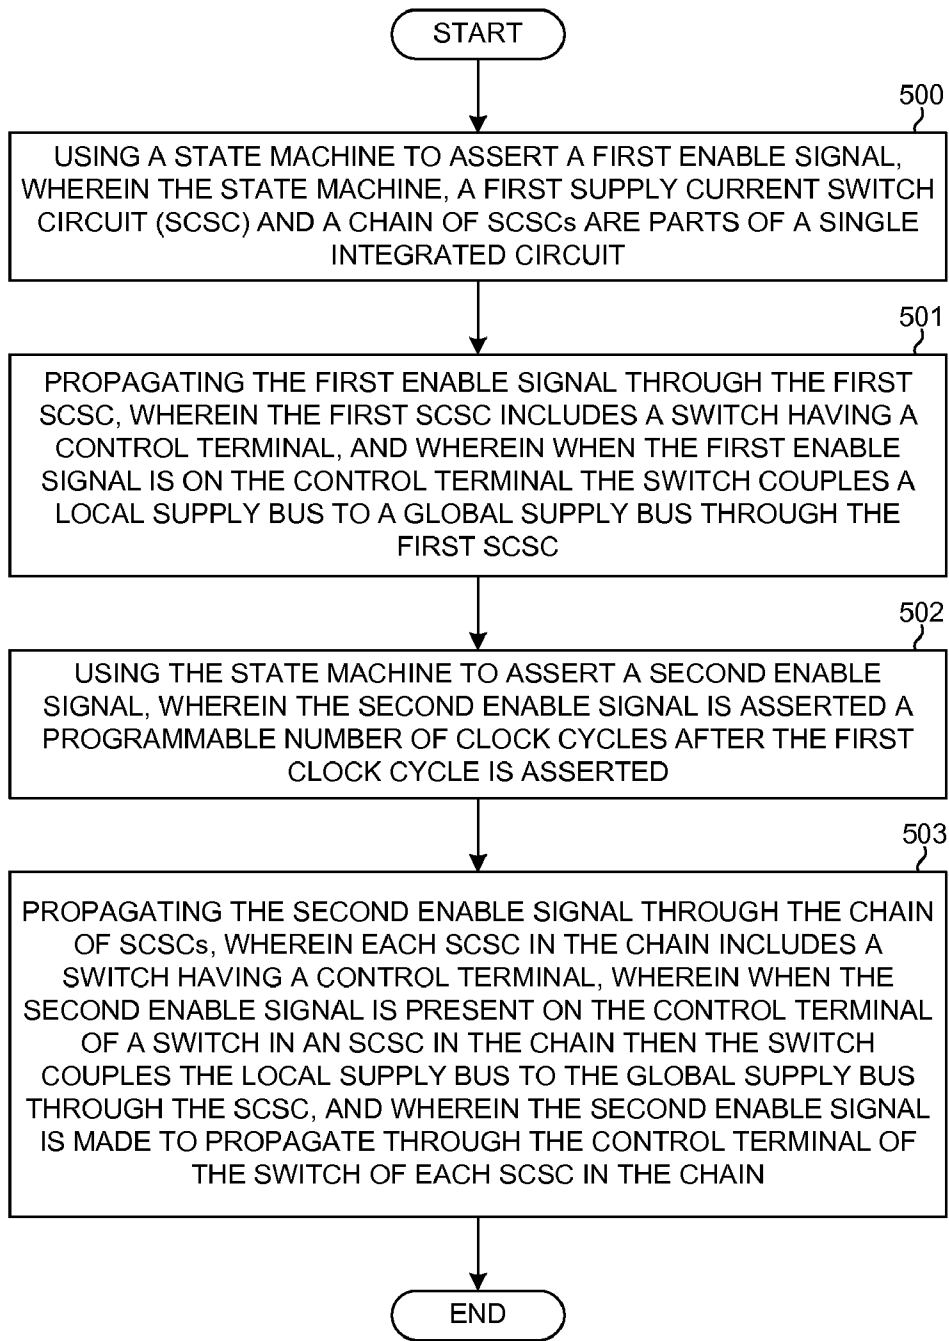 START
500
USING A STATE MACHINE TO ASSERT A FIRST ENABLE SIGNAL,
WHEREIN THE STATE MACHINE, A FIRST SUPPLY CURRENT SWITCH
CIRCUIT (SCSC) AND A CHAIN OF SCSCs ARE PARTS OF A SINGLE
INTEGRATED CIRCUIT
501
PROPAGATING THE FIRST ENABLE SIGNAL THROUGH THE FIRST
SCSC, WHEREIN THE FIRST SCSC INCLUDES A SWITCH HAVING A
CONTROL TERMINAL, AND WHEREIN WHEN THE FIRST ENABLE
SIGNAL IS ON THE CONTROL TERMINAL THE SWITCH COUPLES A
LOCAL SUPPLY BUS TO A GLOBAL SUPPLY BUS THROUGH THE
FIRST SCSC
502
USING THE STATE MACHINE TO ASSERT A SECOND ENABLE
SIGNAL, WHEREIN THE SECOND ENABLE SIGNAL IS ASSERTED A
PROGRAMMABLE NUMBER OF CLOCK CYCLES AFTER THE FIRST
CLOCK CYCLE IS ASSERTED
503
PROPAGATING THE SECOND ENABLE SIGNAL THROUGH THE CHAIN
OF SCSCs, WHEREIN EACH SCSC IN THE CHAIN INCLUDES A
SWITCH HAVING A CONTROL TERMINAL, WHEREIN WHEN THE
SECOND ENABLE SIGNAL IS PRESENT ON THE CONTROL TERMINAL
OF A SWITCH IN AN SCSC IN THE CHAIN THEN THE SWITCH
COUPLES THE LOCAL SUPPLY BUS TO THE GLOBAL SUPPLY BUS
THROUGH THE SCSC, AND WHEREIN THE SECOND ENABLE SIGNAL
IS MADE TO PROPAGATE THROUGH THE CONTROL TERMINAL OF
THE SWITCH OF EACH SCSC IN THE CHAIN
END